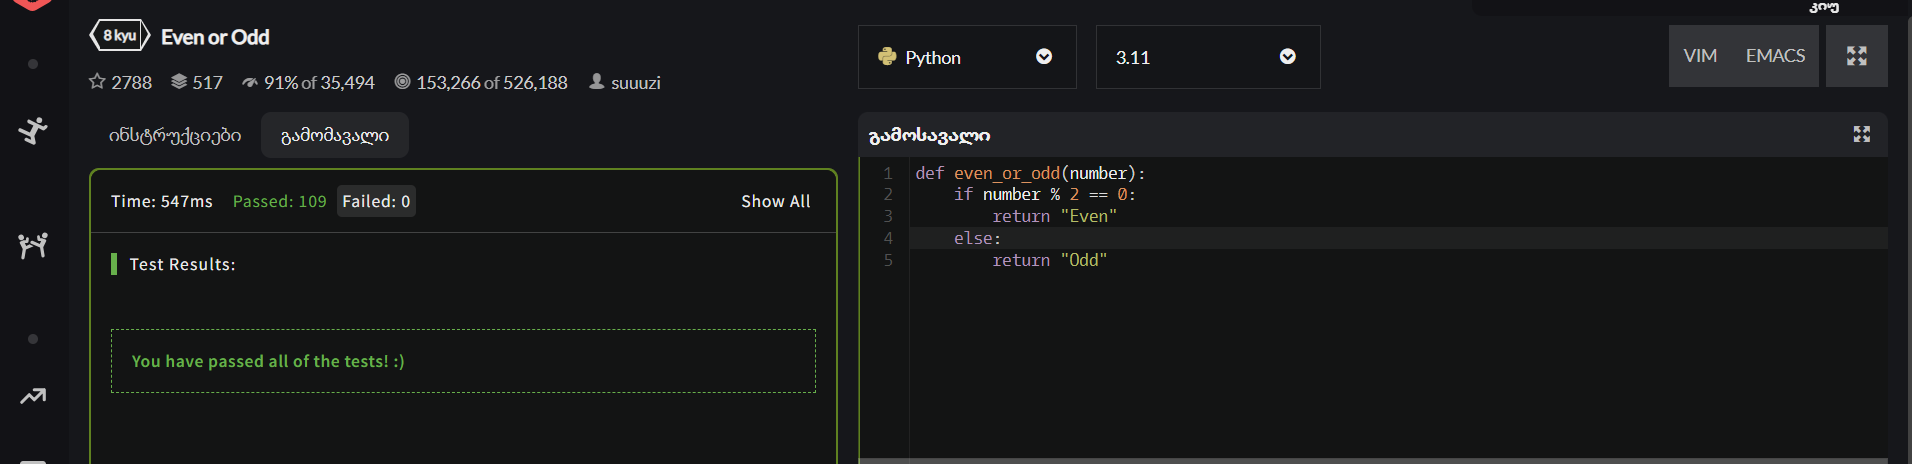 კიუ
8 kyu Even or Odd
2788 517 91% of 35,494 153,266 of 526,188 suuuzi
Python 3.11 VIM EMACS
ინსტრუქციები გამომავალი
Time: 547ms Passed: 109 Failed: 0 Show All
Test Results:
You have passed all of the tests! :)
გამოსავალი
1 def even_or_odd(number):
2 if number % 2 == 0:
3 return "Even"
4 else:
5 return "Odd"